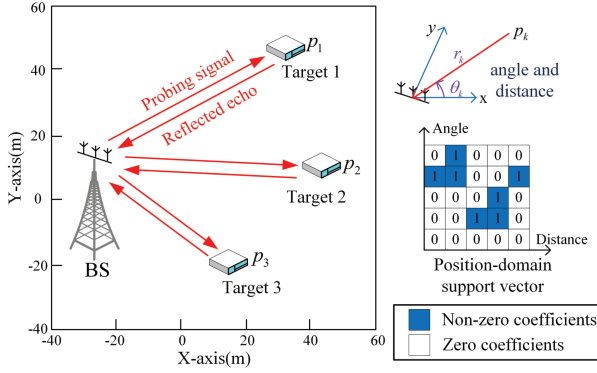 60
40
20
0
-20
-40
-40
-20
0
20
40
60
Y-axis(m)
X-axis(m)
Probing signal
Reflected echo
p1
Target 1
p2
Target 2
p3
Target 3
BS
y
pk
rk
θk
x
angle and
distance
Angle
0 1 0 0 0
1 1 0 0 1
0 0 0 1 0
0 0 1 1 0
0 0 0 0 0
Distance
Position-domain
support vector
Non-zero coefficients
Zero coefficients